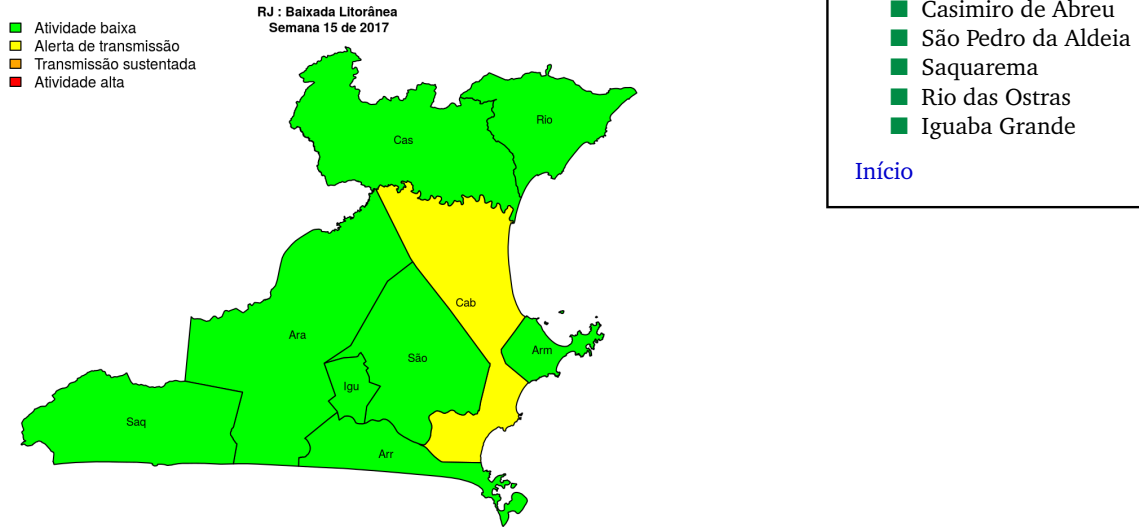 RJ : Baixada Litorânea
Semana 15 de 2017
Atividade baixa
Alerta de transmissão
Transmissão sustentada
Atividade alta
Cas
Rio
Cab
Ara
São
Arm
Igu
Saq
Arr
Casimiro de Abreu
São Pedro da Aldeia
Saquarema
Rio das Ostras
Iguaba Grande
Início